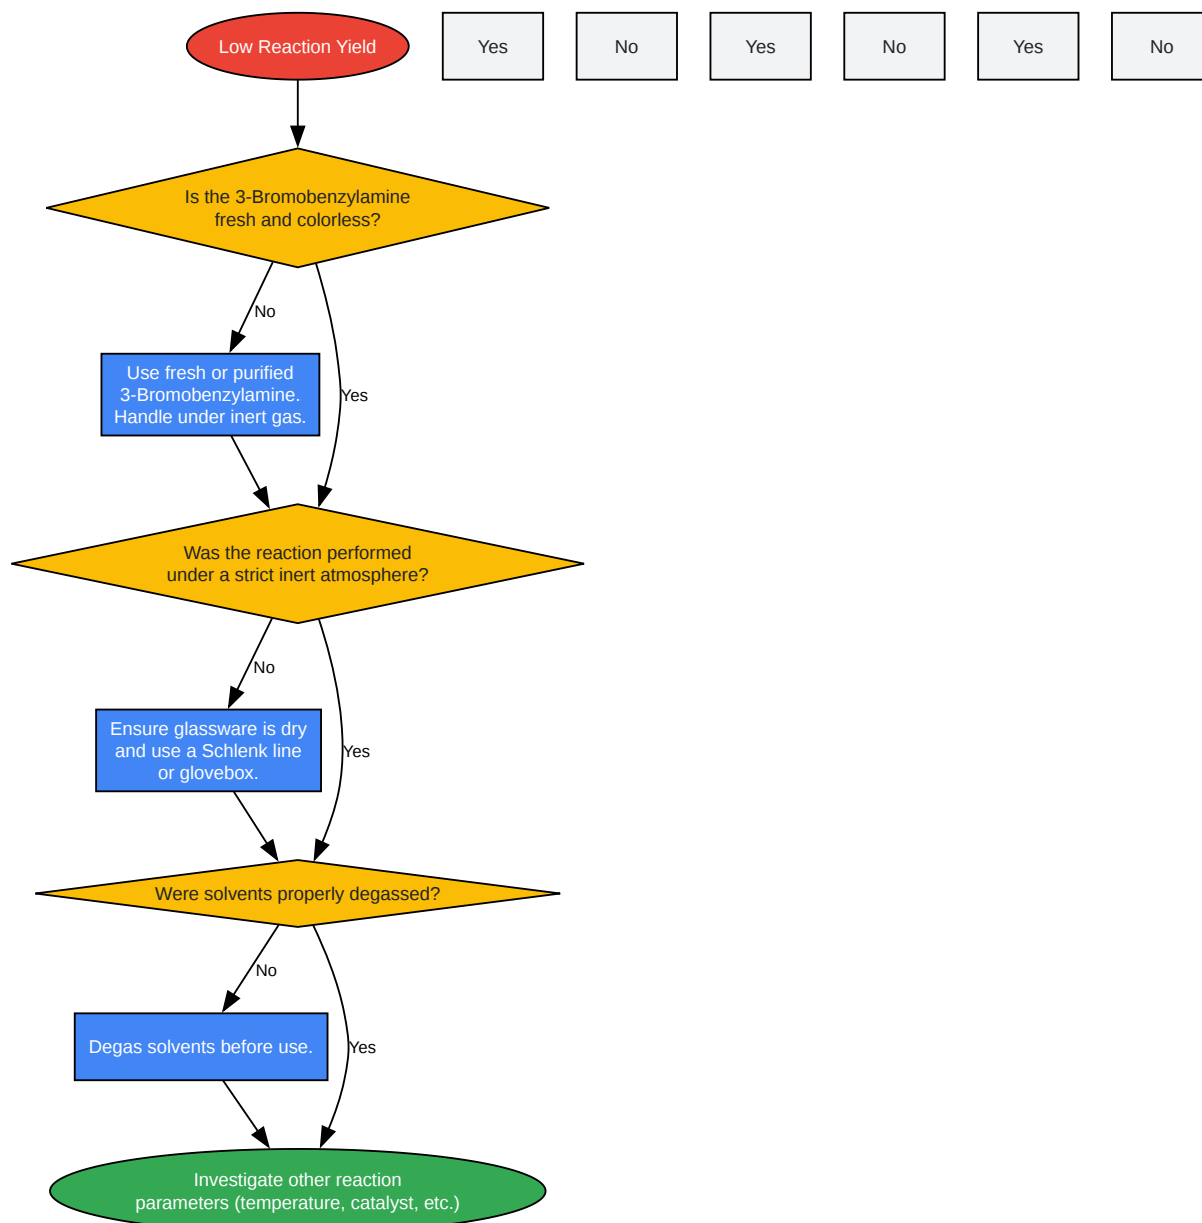 Low Reaction Yield
Yes
No
Yes
No
Yes
No
Is the 3-Bromobenzylamine
fresh and colorless?
No
Use fresh or purified
3-Bromobenzylamine.
Handle under inert gas.
Yes
Was the reaction performed
under a strict inert atmosphere?
No
Ensure glassware is dry
and use a Schlenk line
or glovebox.
Yes
Were solvents properly degassed?
No
Degas solvents before use.
Yes
Investigate other reaction
parameters (temperature, catalyst, etc.)